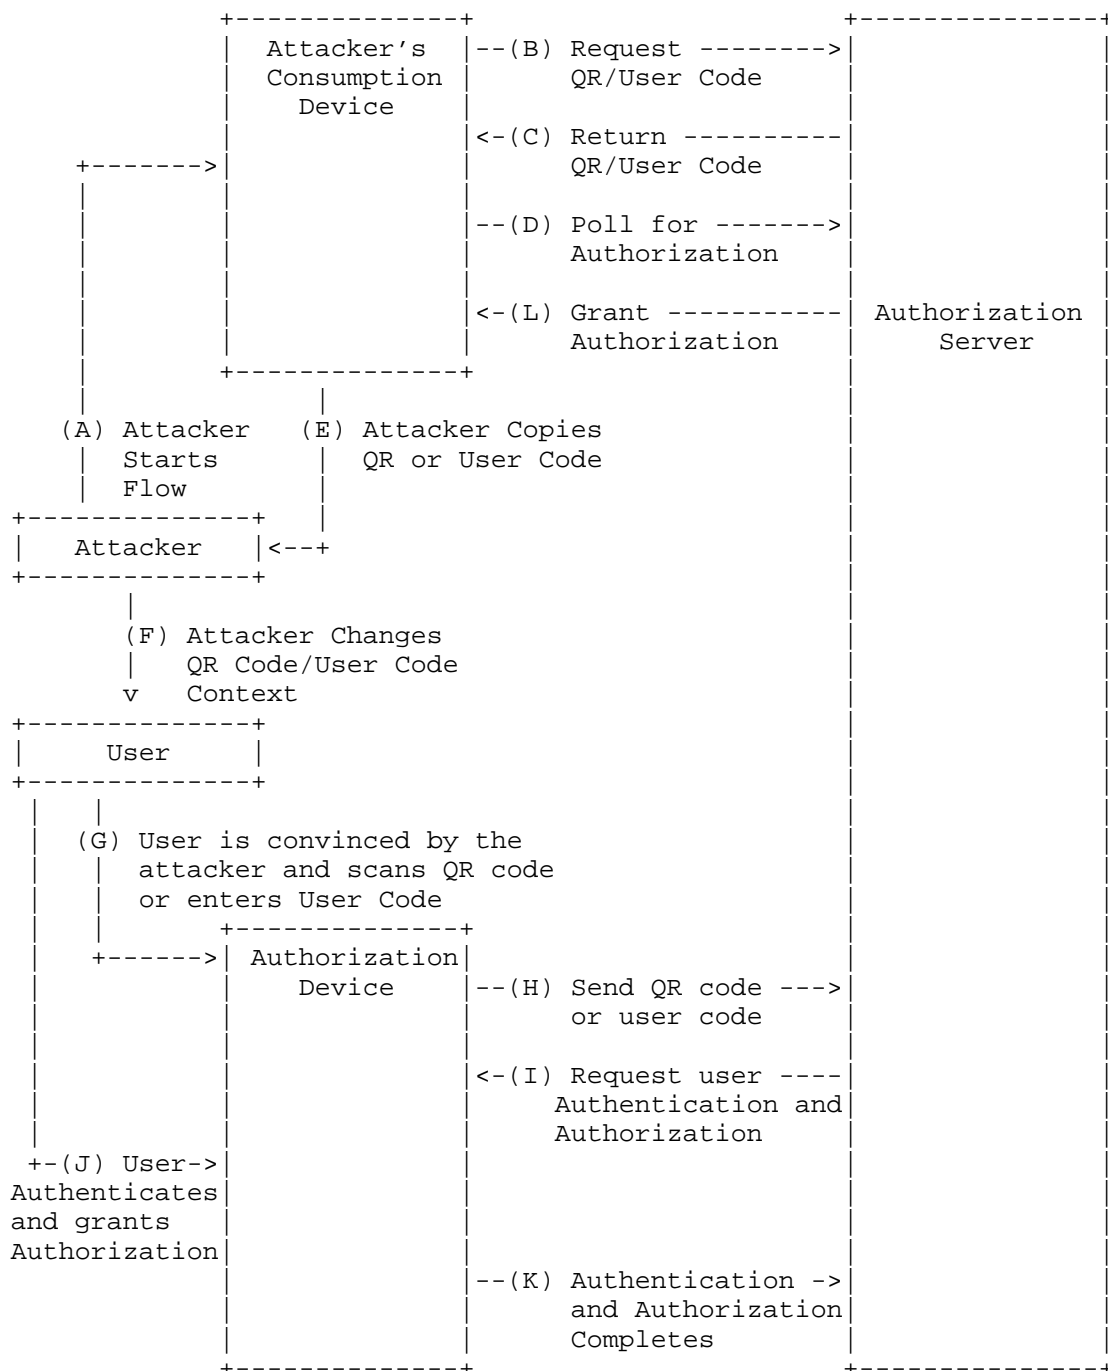 Attacker's --(B) Request -------->
Consumption QR/User Code
Device
<-(C) Return ----------
+-------> QR/User Code
--(D) Poll for ------->
Authorization
<-(L) Grant ----------- Authorization
Authorization Server
(A) Attacker (E) Attacker Copies
Starts QR or User Code
Flow
Attacker <--+
(F) Attacker Changes
QR Code/User Code
v Context
User
(G) User is convinced by the
attacker and scans QR code
or enters User Code
+------> Authorization
Device --(H) Send QR code --->
or user code
<-(I) Request user ----
Authentication and
Authorization
+-(J) User->
Authenticates
and grants
Authorization
--(K) Authentication ->
and Authorization
Completes